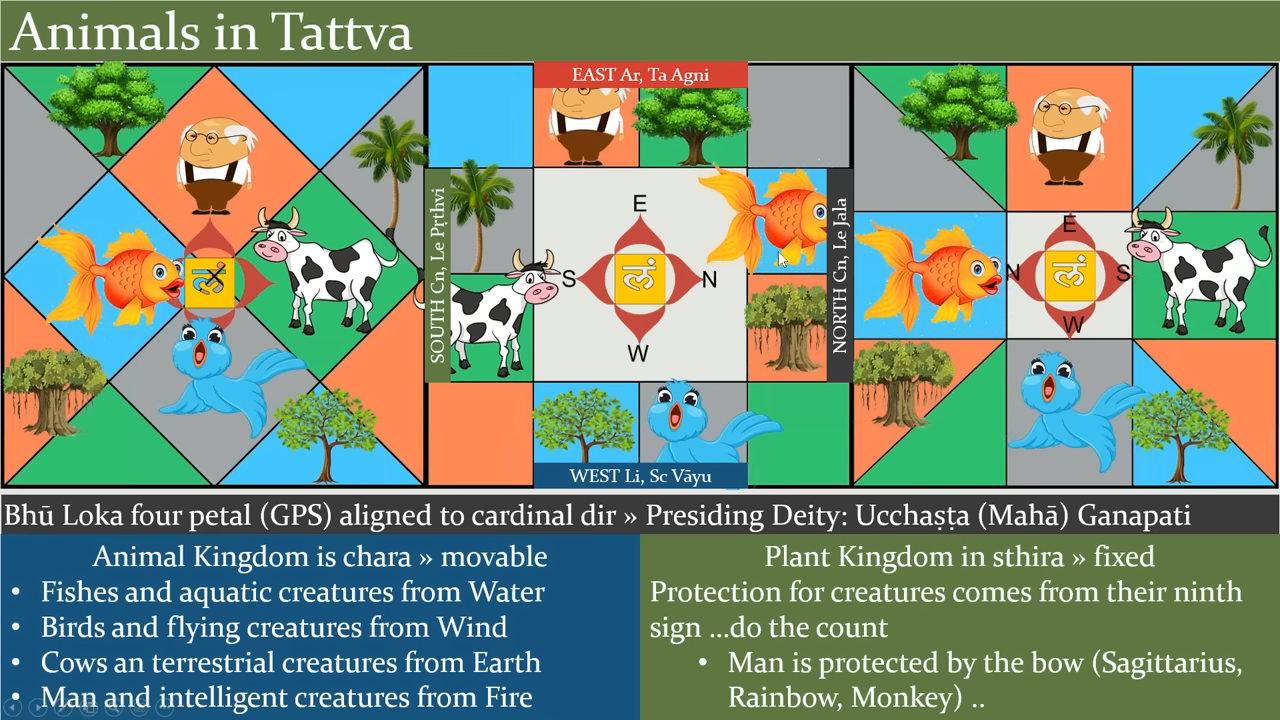 Animals in Tattva
EAST Ar, Ta Agni
SOUTH Cn, Le Pṛthvi
NORTH Cn, Le Jala
E
S
N
W
लं
लं
E
N
S
W
लं
WEST Li, Sc Vāyu
Bhū Loka four petal (GPS) aligned to cardinal dir » Presiding Deity: Ucchaṣṭa (Mahā) Ganapati
Animal Kingdom is chara » movable
• Fishes and aquatic creatures from Water
• Birds and flying creatures from Wind
• Cows an terrestrial creatures from Earth
• Man and intelligent creatures from Fire
Plant Kingdom in sthira » fixed
Protection for creatures comes from their ninth
sign ...do the count
• Man is protected by the bow (Sagittarius,
Rainbow, Monkey) ..